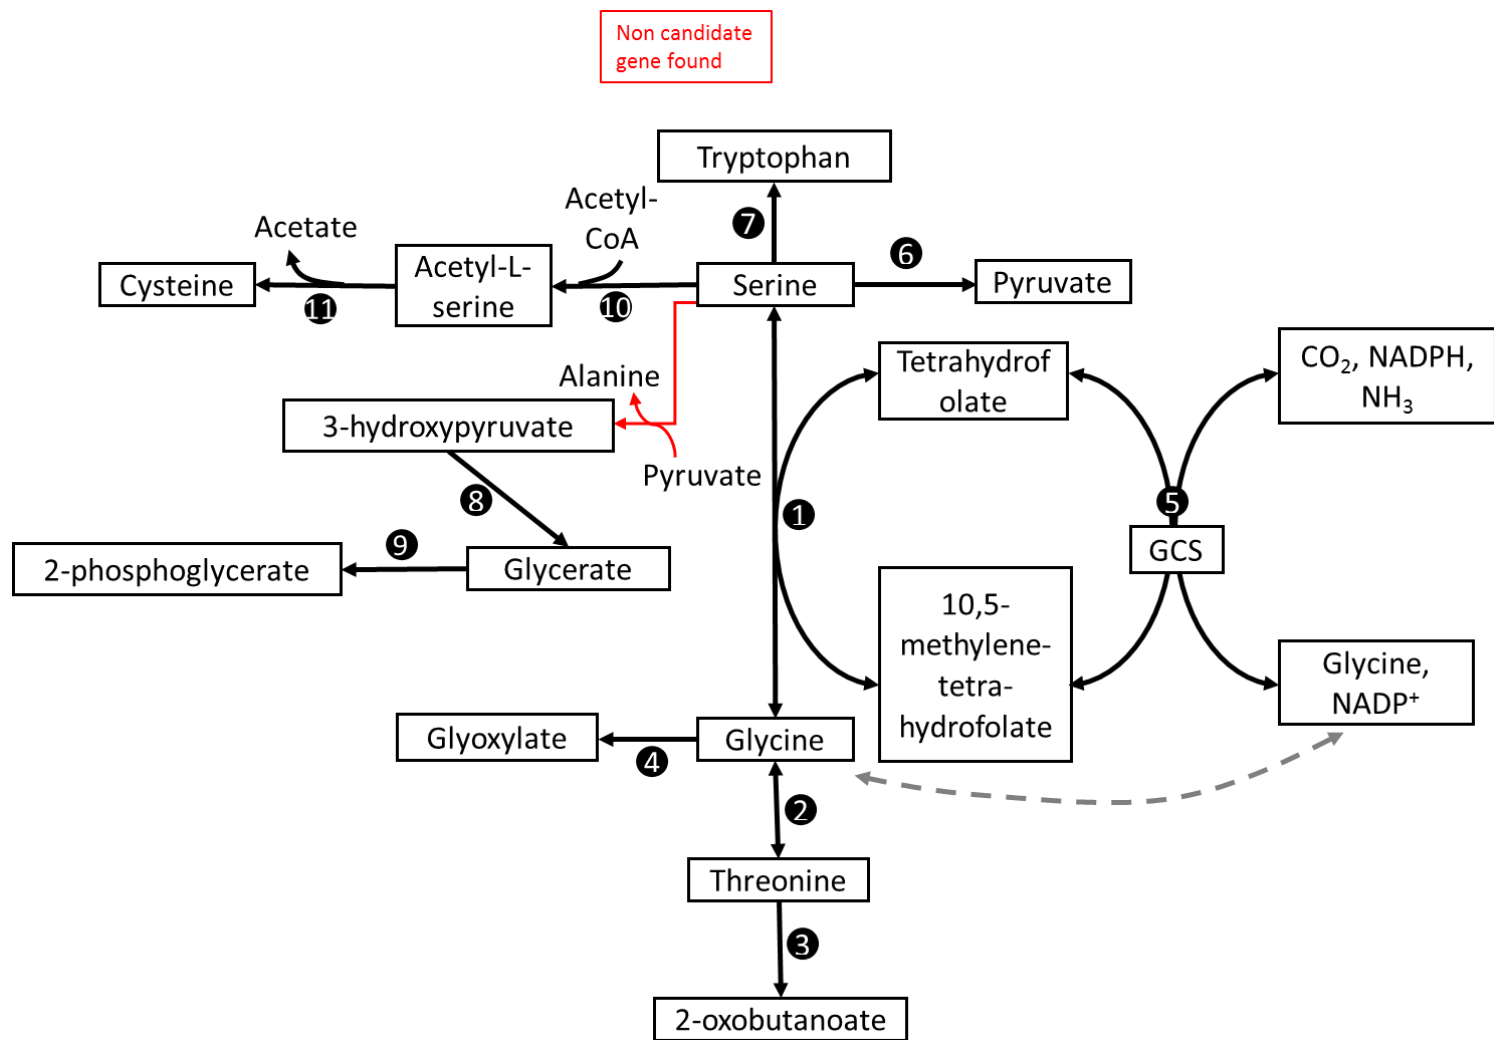 Non candidate
gene found
Tryptophan
7
Acetyl-
CoA
Acetate
6
Cysteine
Acetyl-L-
serine
Serine
Pyruvate
11
10
Tetrahydrof
olate
CO₂, NADPH,
NH₃
Alanine
3-hydroxypyruvate
Pyruvate
8
1
5
9
GCS
2-phosphoglycerate
Glycerate
10,5-
methylene-
tetra-
hydrofolate
Glycine,
NADP⁺
Glyoxylate
4
Glycine
2
Threonine
3
2-oxobutanoate